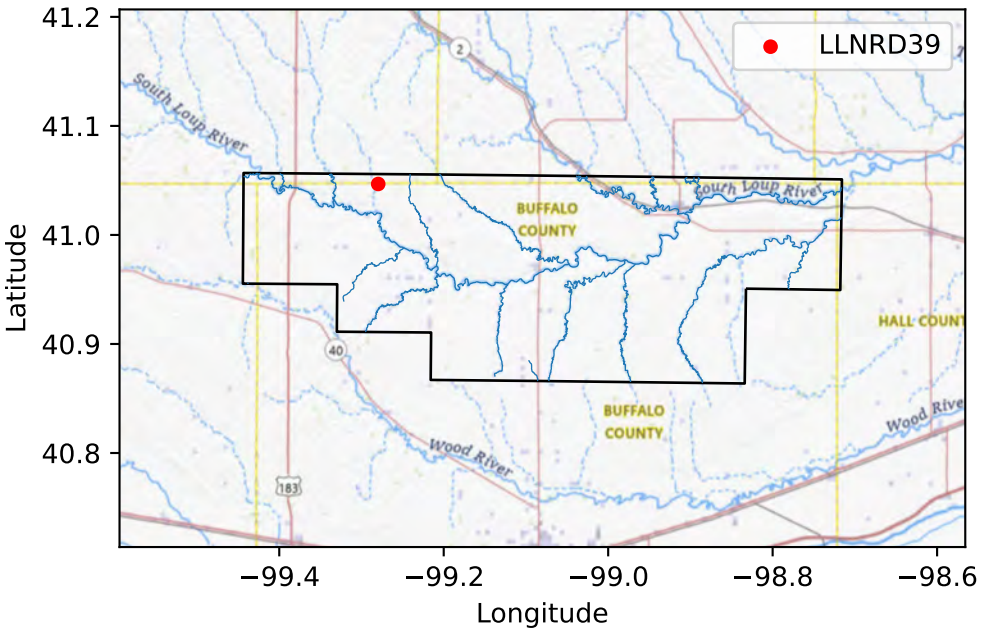 41.2
41.1
41.0
40.9
40.8
Latitude
−99.4
−99.2
−99.0
−98.8
−98.6
Longitude
LLNRD39
2
South Loup River
South Loup River
BUFFALO
COUNTY
HALL COUNT
40
BUFFALO
COUNTY
Wood River
Wood Rive
183